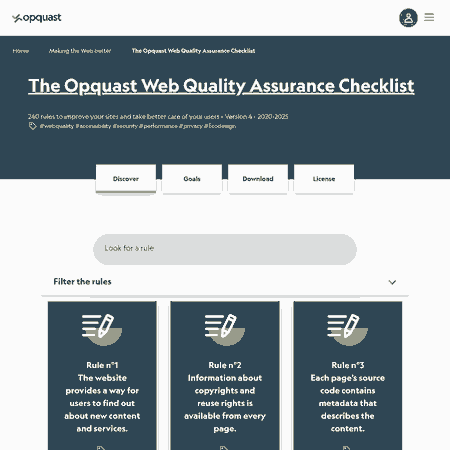 opquast
Home
Making the Web better
The Opquast Web Quality Assurance Checklist
The Opquast Web Quality Assurance Checklist
240 rules to improve your sites and take better care of your users • Version 4 • 2020-2025
#webquality #accessibility #security #performance #privacy #Ecodesign
Discover
Goals
Download
License
Look for a rule
Filter the rules
Rule n°1
The website
provides a way for
users to find out
about new content
and services.
Rule n°2
Information about
copyrights and
reuse rights is
available from every
page.
Rule n°3
Each page's source
code contains
metadata that
describes the
content.